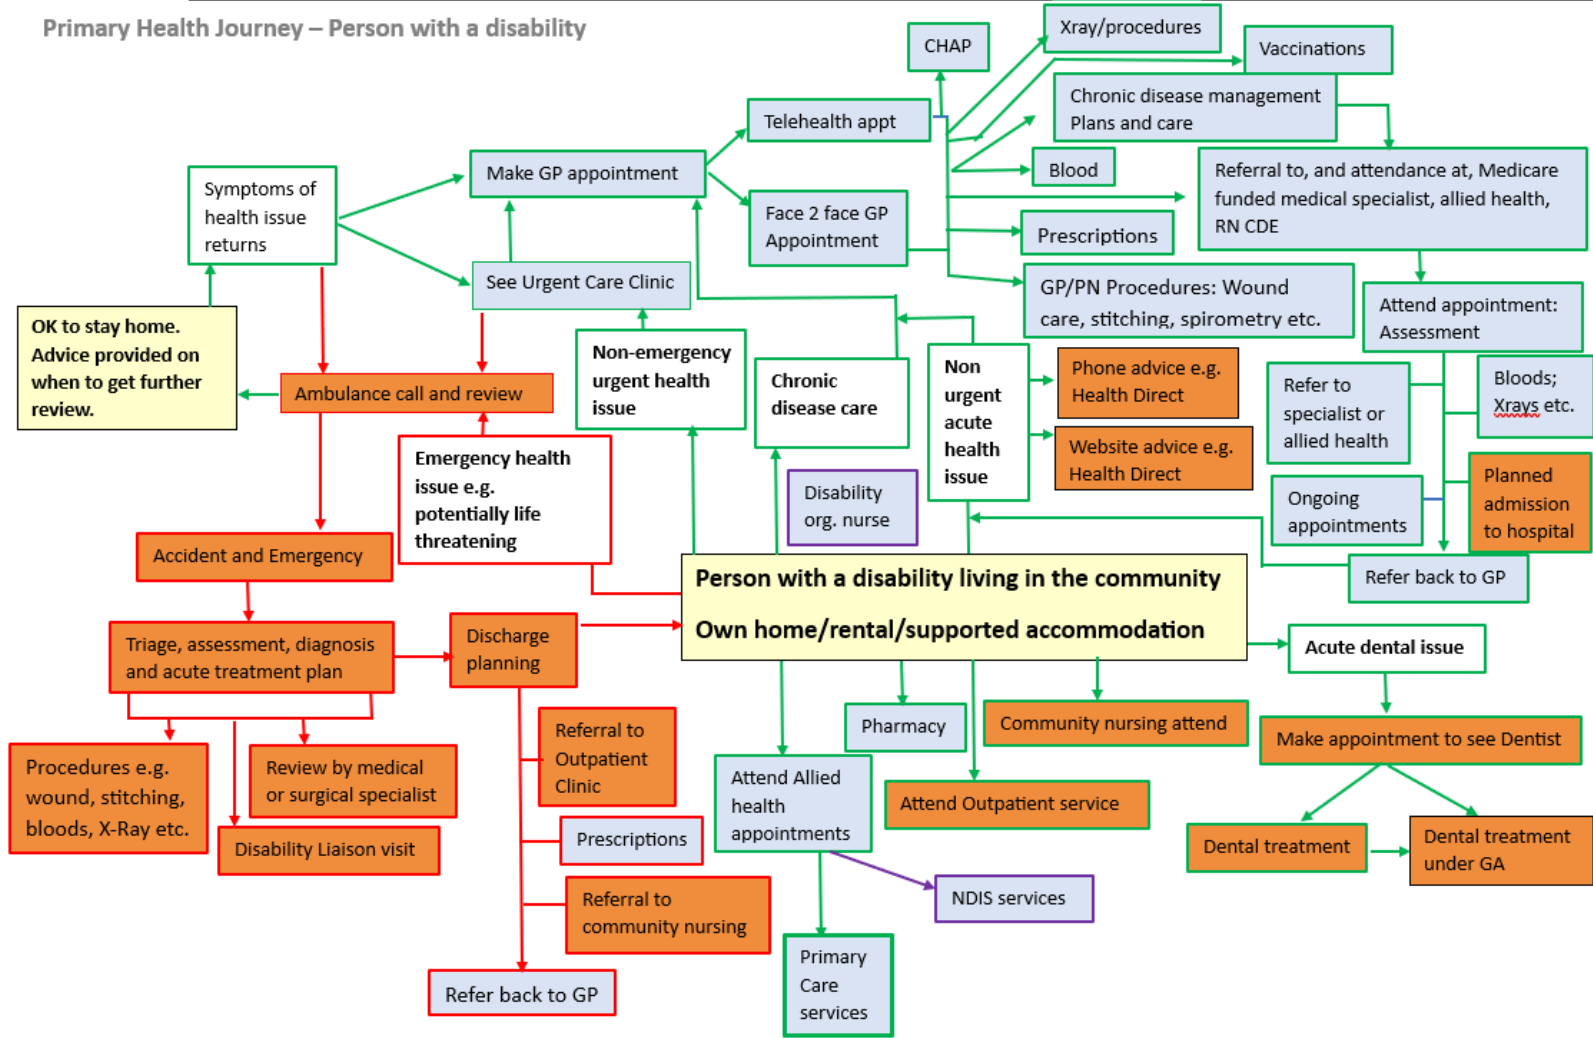 Primary Health Journey – Person with a disability
CHAP
Xray/procedures
Vaccinations
Telehealth appt
Chronic disease management
Plans and care
Make GP appointment
Blood
Symptoms of
health issue
returns
Face 2 face GP
Appointment
Referral to, and attendance at, Medicare
funded medical specialist, allied health,
RN CDE
Prescriptions
See Urgent Care Clinic
GP/PN Procedures: Wound
care, stitching, spirometry etc.
Attend appointment:
Assessment
OK to stay home.
Advice provided on
when to get further
review.
Ambulance call and review
Non-emergency
urgent health
issue
Chronic
disease care
Non
urgent
acute
health
issue
Phone advice e.g.
Health Direct
Website advice e.g.
Health Direct
Refer to
specialist or
allied health
Bloods;
Xrays etc.
Emergency health
issue e.g.
potentially life
threatening
Disability
org. nurse
Ongoing
appointments
Planned
admission
to hospital
Accident and Emergency
Refer back to GP
Person with a disability living in the community
Own home/rental/supported accommodation
Triage, assessment, diagnosis
and acute treatment plan
Discharge
planning
Acute dental issue
Procedures e.g.
wound, stitching,
bloods, X-Ray etc.
Review by medical
or surgical specialist
Disability Liaison visit
Referral to
Outpatient
Clinic
Prescriptions
Referral to
community nursing
Refer back to GP
Pharmacy
Community nursing attend
Make appointment to see Dentist
Attend Allied
health
appointments
Attend Outpatient service
Dental treatment
Dental treatment
under GA
NDIS services
Primary
Care
services